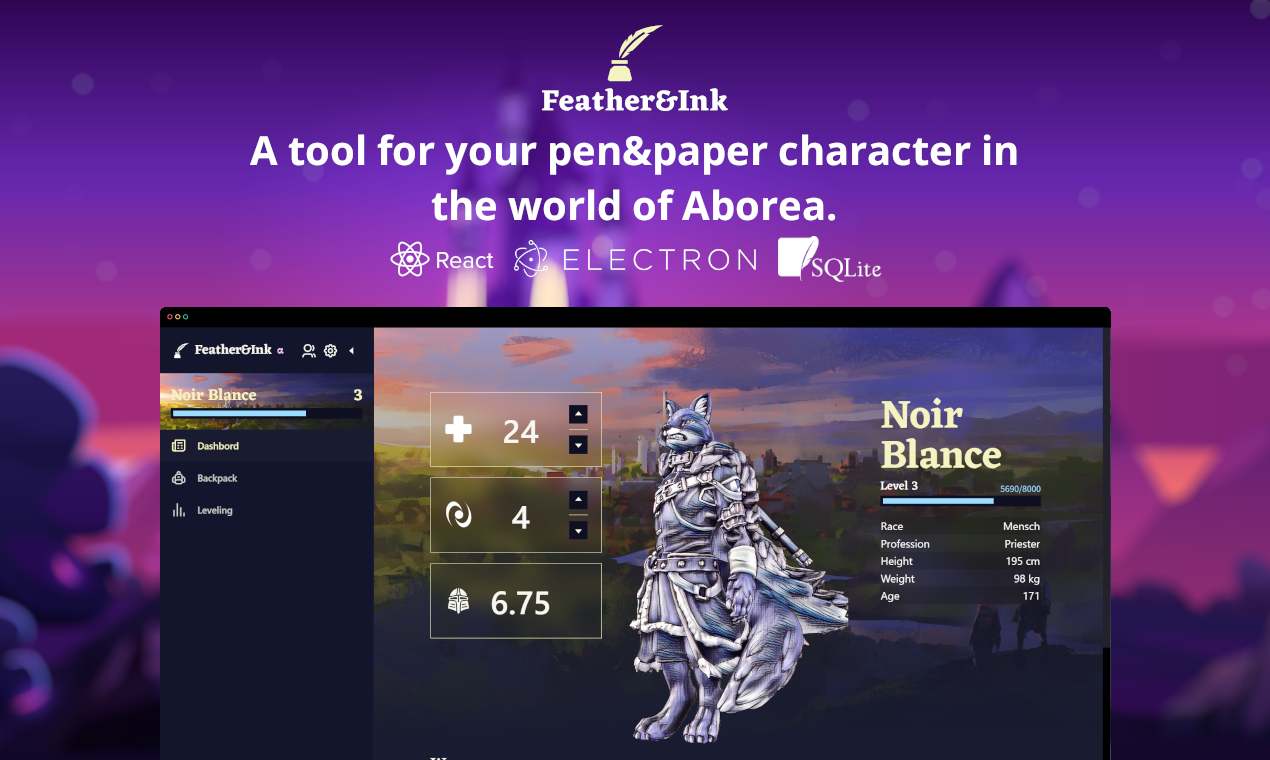 Feather&Ink
A tool for your pen&paper character in
the world of Aborea.
React ELECTRON SQLite
Feather&Ink α
Noir Blance 3
Dashbord
Backpack
Leveling
24
4
6.75
Noir
Blance
Level 3 5690/8000
Race Mensch
Profession Priester
Height 195 cm
Weight 98 kg
Age 171